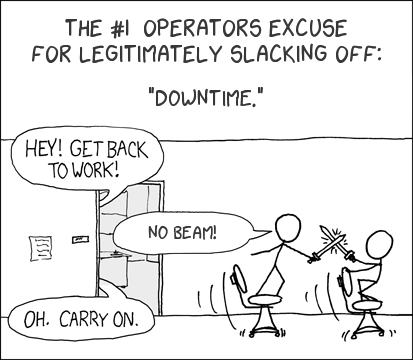 THE #1 OPERATORS EXCUSE
FOR LEGITIMATELY SLACKING OFF:
"DOWNTIME."
HEY! GET BACK
TO WORK!
NO BEAM!
OH. CARRY ON.